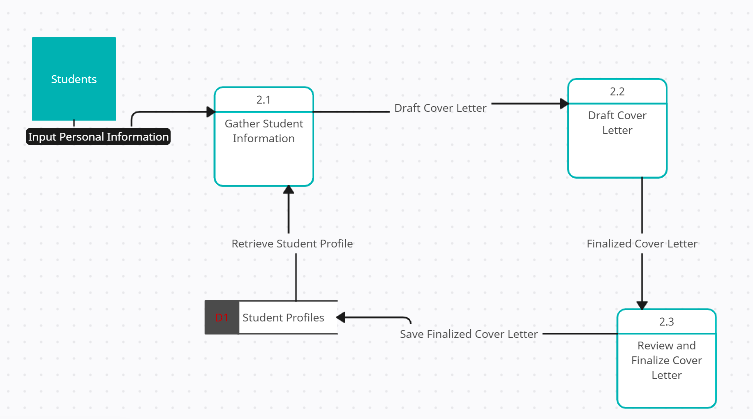 Students
Input Personal Information
2.1
Gather Student
Information
Draft Cover Letter
2.2
Draft Cover
Letter
Retrieve Student Profile
Finalized Cover Letter
D1
Student Profiles
Save Finalized Cover Letter
2.3
Review and
Finalize Cover
Letter